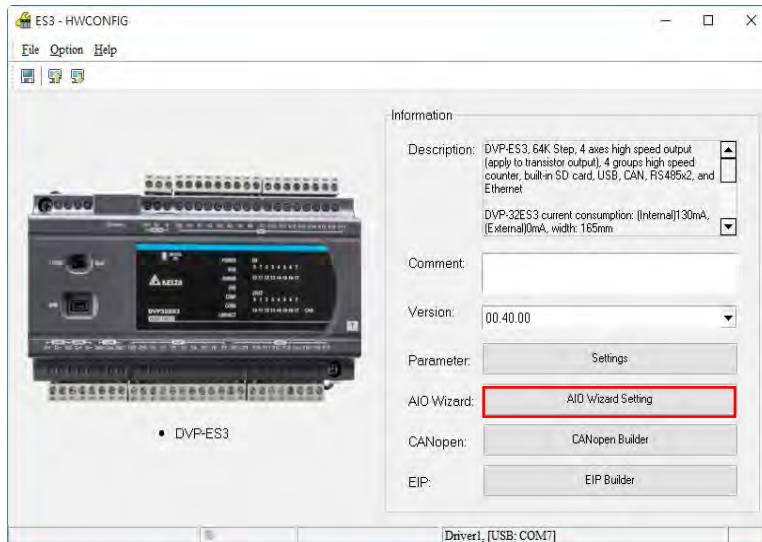 ES3 - HWCONFIG
File Option Help
Information
Description:
DVP-ES3, 64K Step, 4 axes high speed output
(apply to transistor output), 4 groups high speed
counter, built-in SD card, USB, CAN, RS485x2, and
Ethernet
DVP-32ES3 current consumption: (Internal)130mA,
(External)0mA, width: 165mm
Comment:
Version:
00.40.00
Parameter:
Settings
AIO Wizard:
AIO Wizard Setting
CANopen:
CANopen Builder
EIP:
EIP Builder
DELTA
DVP32ES3
• DVP-ES3
Driver1, [USB: COM7]